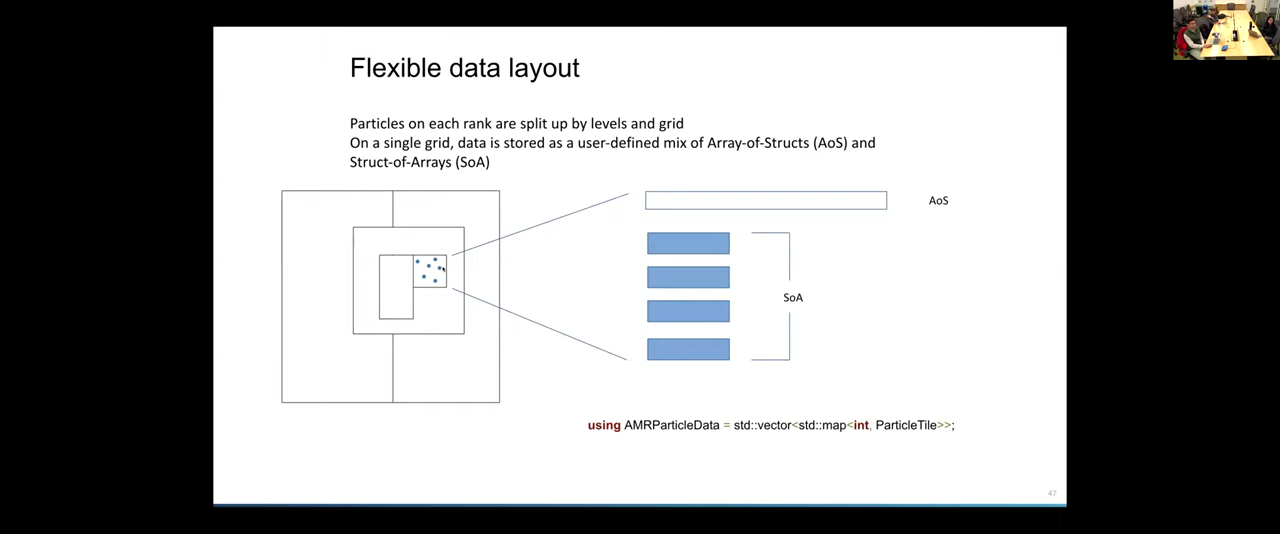 Flexible data layout
Particles on each rank are split up by levels and grid
On a single grid, data is stored as a user-defined mix of Array-of-Structs (AoS) and
Struct-of-Arrays (SoA)
AoS
SoA
using AMRParticleData = std::vector<std::map<int, ParticleTile>>;
47